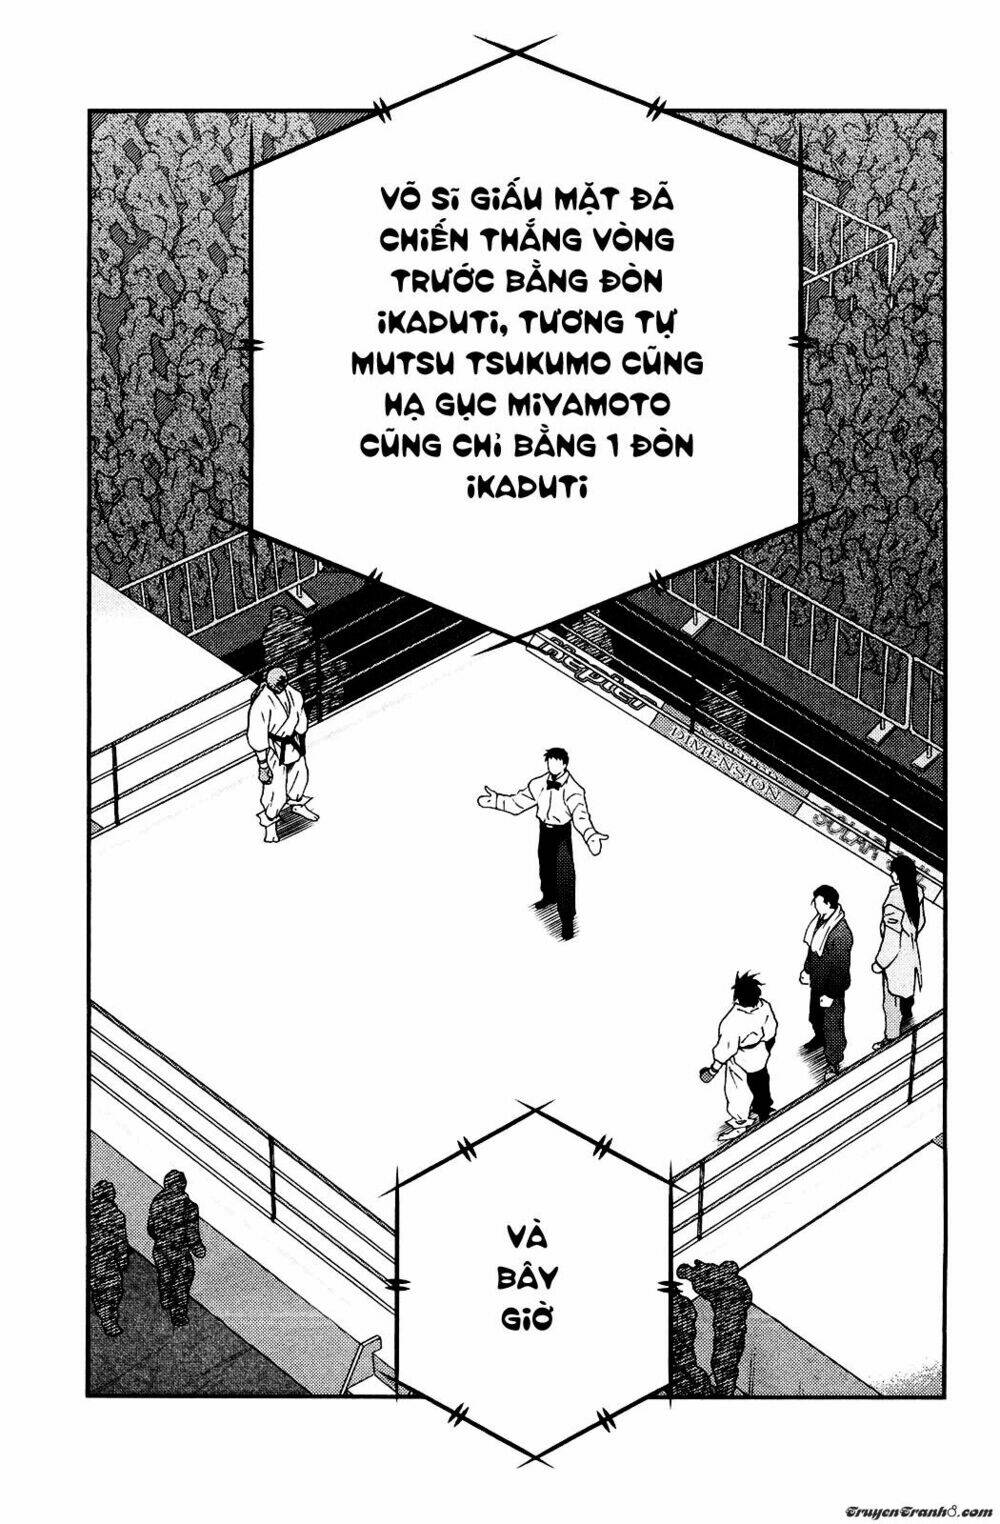 VÕ SĨ GIẤU MẶT ĐÃ
CHIẾN THẮNG VÒNG
TRƯỚC BẰNG ĐÒN
IKADUTI, TƯƠNG TỰ
MUTSU TSUKUMO CŨNG
HẠ GỤC MIYAMOTO
CŨNG CHỈ BẰNG 1 ĐÒN
IKADUTI
DIMENSION
SOLAR
VÀ
BÂY
GIỜ
TruyenTranh8.com